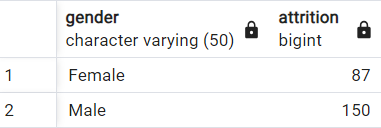 gender attrition
character varying (50) bigint
1 Female 87
2 Male 150